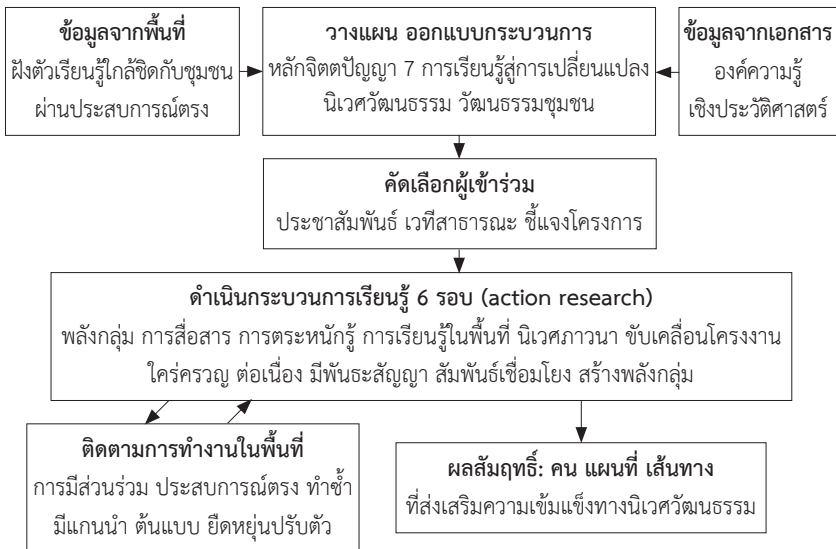 ข้อมูลจากพื้นที่
ฝังตัวเรียนรู้ใกล้ชิดกับชุมชน
ผ่านประสบการณ์ตรง
วางแผน ออกแบบกระบวนการ
หลักจิตตปัญญา 7 การเรียนรู้สู่การเปลี่ยนแปลง
นิเวศวัฒนธรรม วัฒนธรรมชุมชน
ข้อมูลจากเอกสาร
องค์ความรู้
เชิงประวัติศาสตร์
คัดเลือกผู้เข้าร่วม
ประชาสัมพันธ์ เวทีสาธารณะ ชี้แจงโครงการ
ดำเนินกระบวนการเรียนรู้ 6 รอบ (action research)
พลังกลุ่ม การสื่อสาร การตระหนักรู้ การเรียนรู้ในพื้นที่ นิเวศภาวนา ขับเคลื่อนโครงงาน
ใคร่ครวญ ต่อเนื่อง มีพันธะสัญญา สัมพันธ์เชื่อมโยง สร้างพลังกลุ่ม
ติดตามการทำงานในพื้นที่
การมีส่วนร่วม ประสบการณ์ตรง ทำซ้ำ
มีแกนนำ ต้นแบบ ยืดหยุ่นปรับตัว
ผลสัมฤทธิ์: คน แผนที่ เส้นทาง
ที่ส่งเสริมความเข้มแข็งทางนิเวศวัฒนธรรม